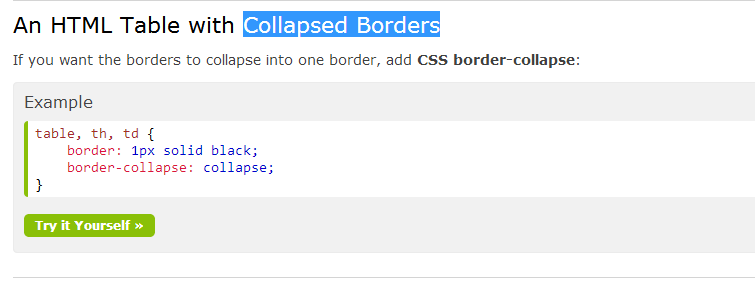 An HTML Table with Collapsed Borders
If you want the borders to collapse into one border, add CSS border-collapse:
Example
table, th, td {
    border: 1px solid black;
    border-collapse: collapse;
}
Try it Yourself »